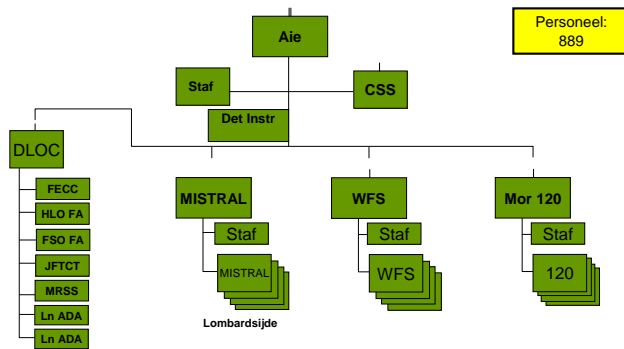 Personeel:
889
Aie
Staf
CSS
Det Instr
DLOC
FECC
HLO FA
FSO FA
JFTCT
MRSS
Ln ADA
Ln ADA
MISTRAL
Staf
MISTRAL
Lombardsijde
WFS
Staf
WFS
Mor 120
Staf
120